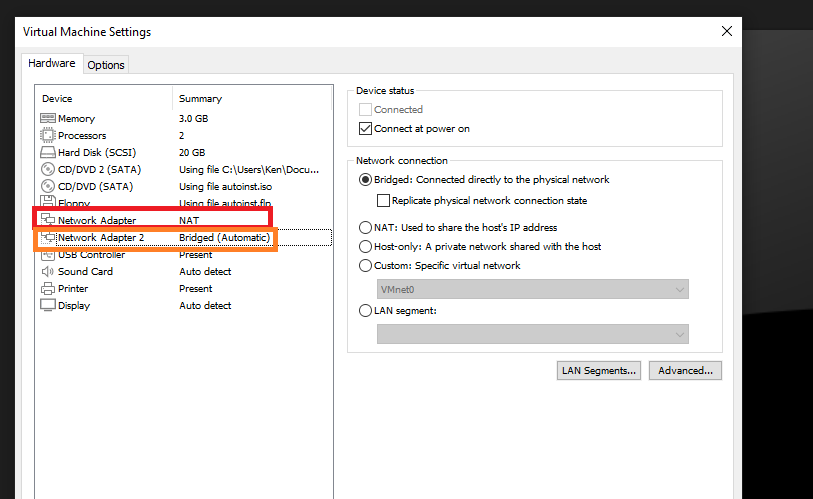 Virtual Machine Settings
Hardware
Options
Device Summary
Memory 3.0 GB
Processors 2
Hard Disk (SCSI) 20 GB
CD/DVD 2 (SATA) Using file C:\Users\Ken\Docu...
CD/DVD (SATA) Using file autoinst.iso
Floppy Using file autoinst.flp
Network Adapter NAT
Network Adapter 2 Bridged (Automatic)
USB Controller Present
Sound Card Auto detect
Printer Present
Display Auto detect
Device status
Connected
Connect at power on
Network connection
Bridged: Connected directly to the physical network
Replicate physical network connection state
NAT: Used to share the host's IP address
Host-only: A private network shared with the host
Custom: Specific virtual network
VMnet0
LAN segment:
LAN Segments... Advanced...